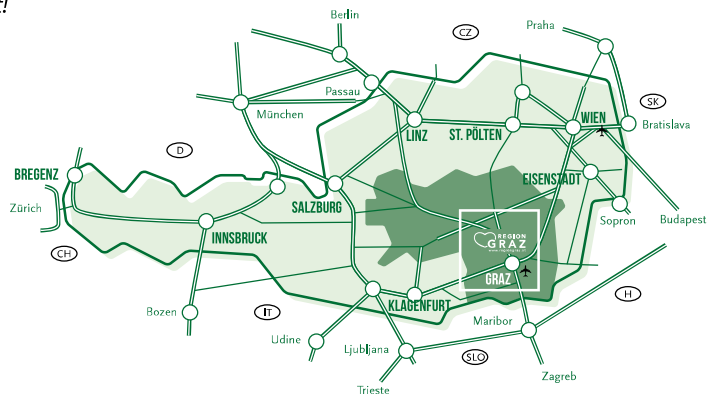 Berlin
Praha
CZ
Passau
München
SK
LINZ
ST. PÖLTEN
WIEN
Bratislava
D
BREGENZ
EISENSTADT
Zürich
SALZBURG
INNSBRUCK
Sopron
Budapest
REGION
GRAZ
CH
GRAZ
H
Bozen
IT
KLAGENFURT
Maribor
Udine
Ljubljana
SLO
Trieste
Zagreb